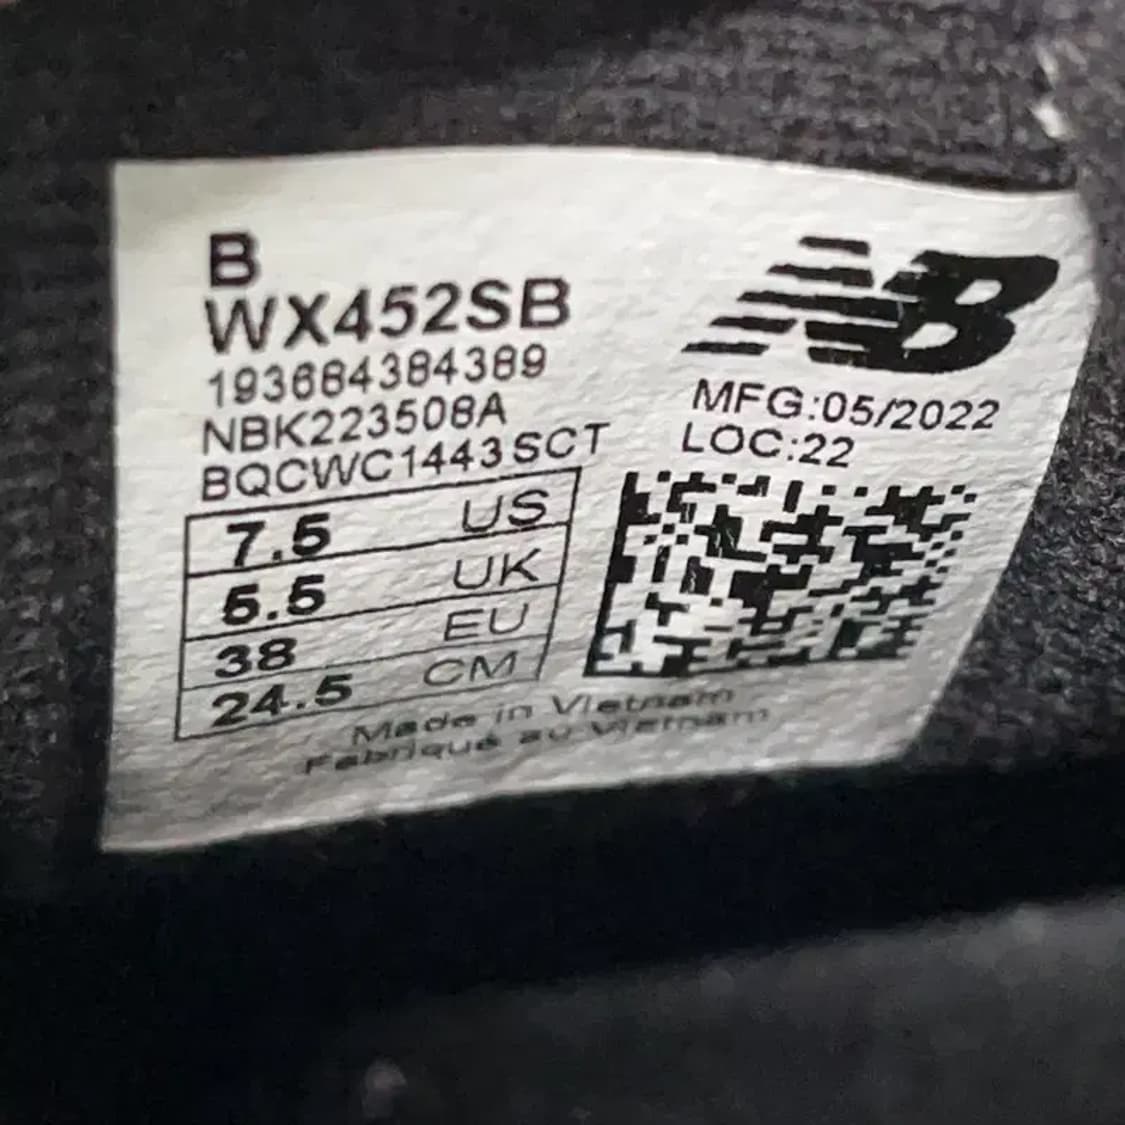 B
WX452SB
193684384389
NBK223508A
BQCWC1443SCT
7.5 US
5.5 UK
38 EU
24.5 CM
NB
MFG:05/2022
LOC:22
Made in Vietnam
Fabriqué au Vietnam